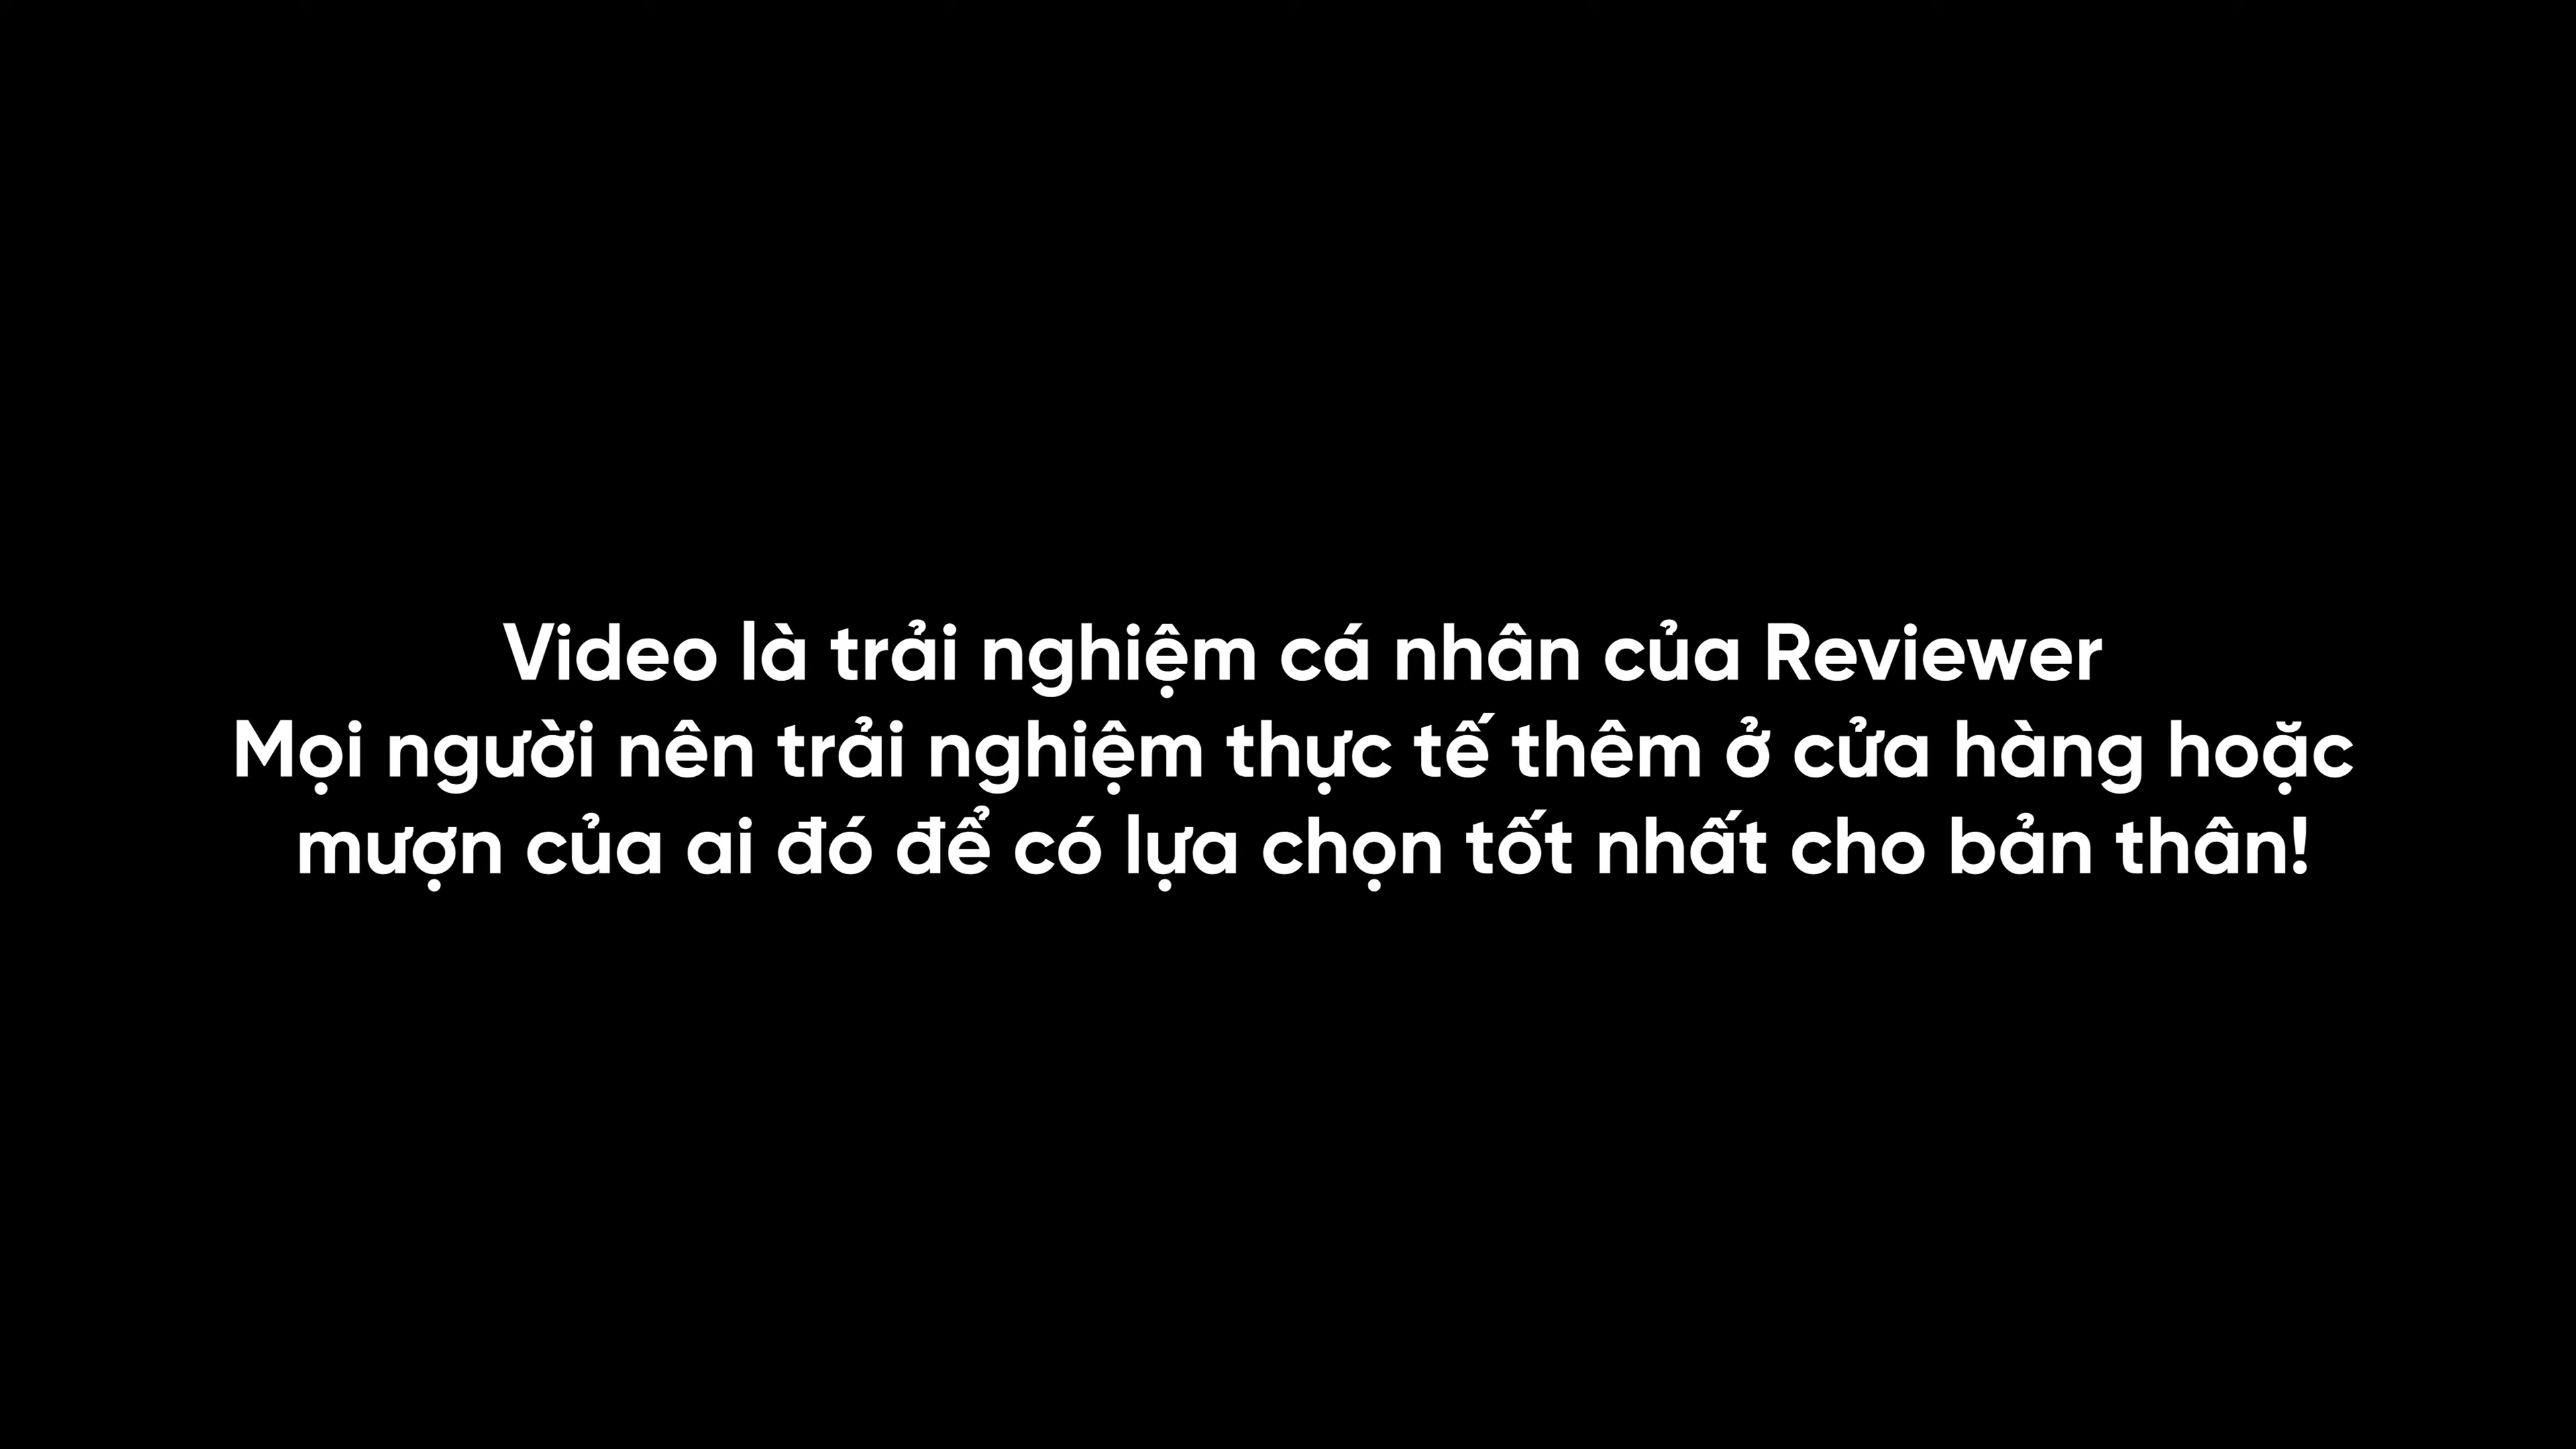 Video là trải nghiệm cá nhân của Reviewer
Mọi người nên trải nghiệm thực tế thêm ở cửa hàng hoặc
mượn của ai đó để có lựa chọn tốt nhất cho bản thân!